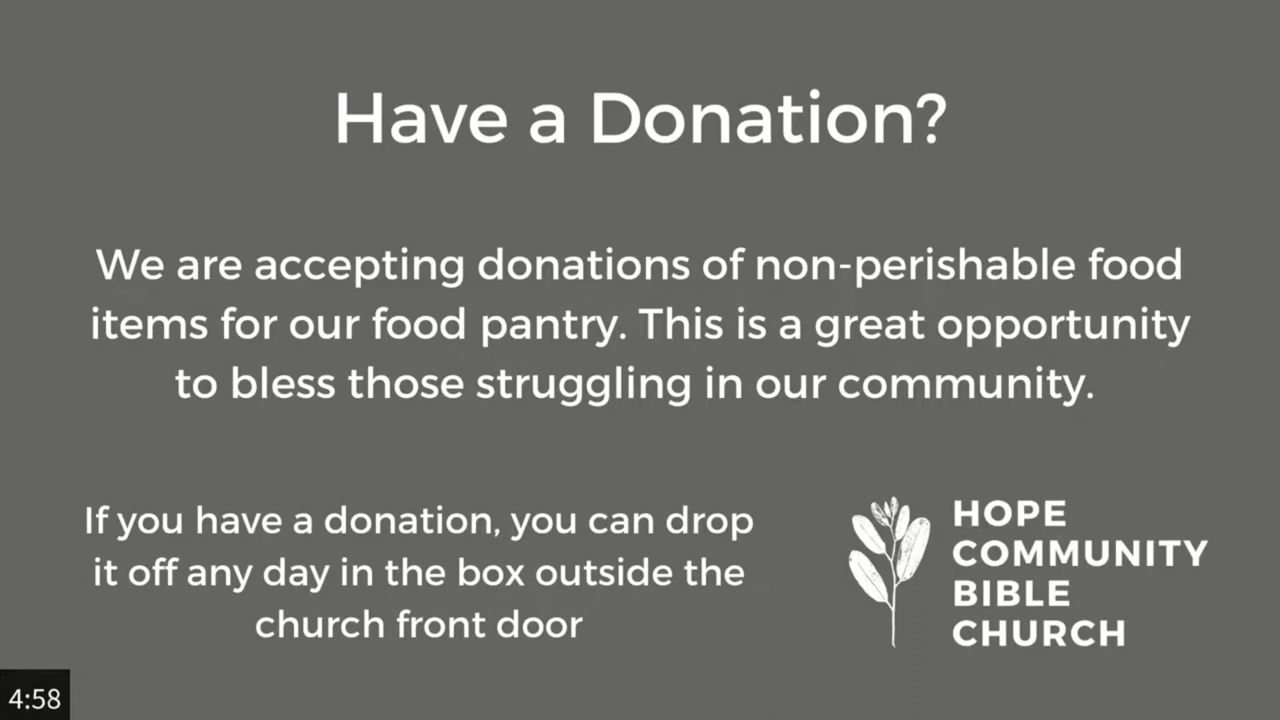 Have a Donation?
We are accepting donations of non-perishable food
items for our food pantry. This is a great opportunity
to bless those struggling in our community.
If you have a donation, you can drop
it off any day in the box outside the
church front door
HOPE
COMMUNITY
BIBLE
CHURCH
4:58